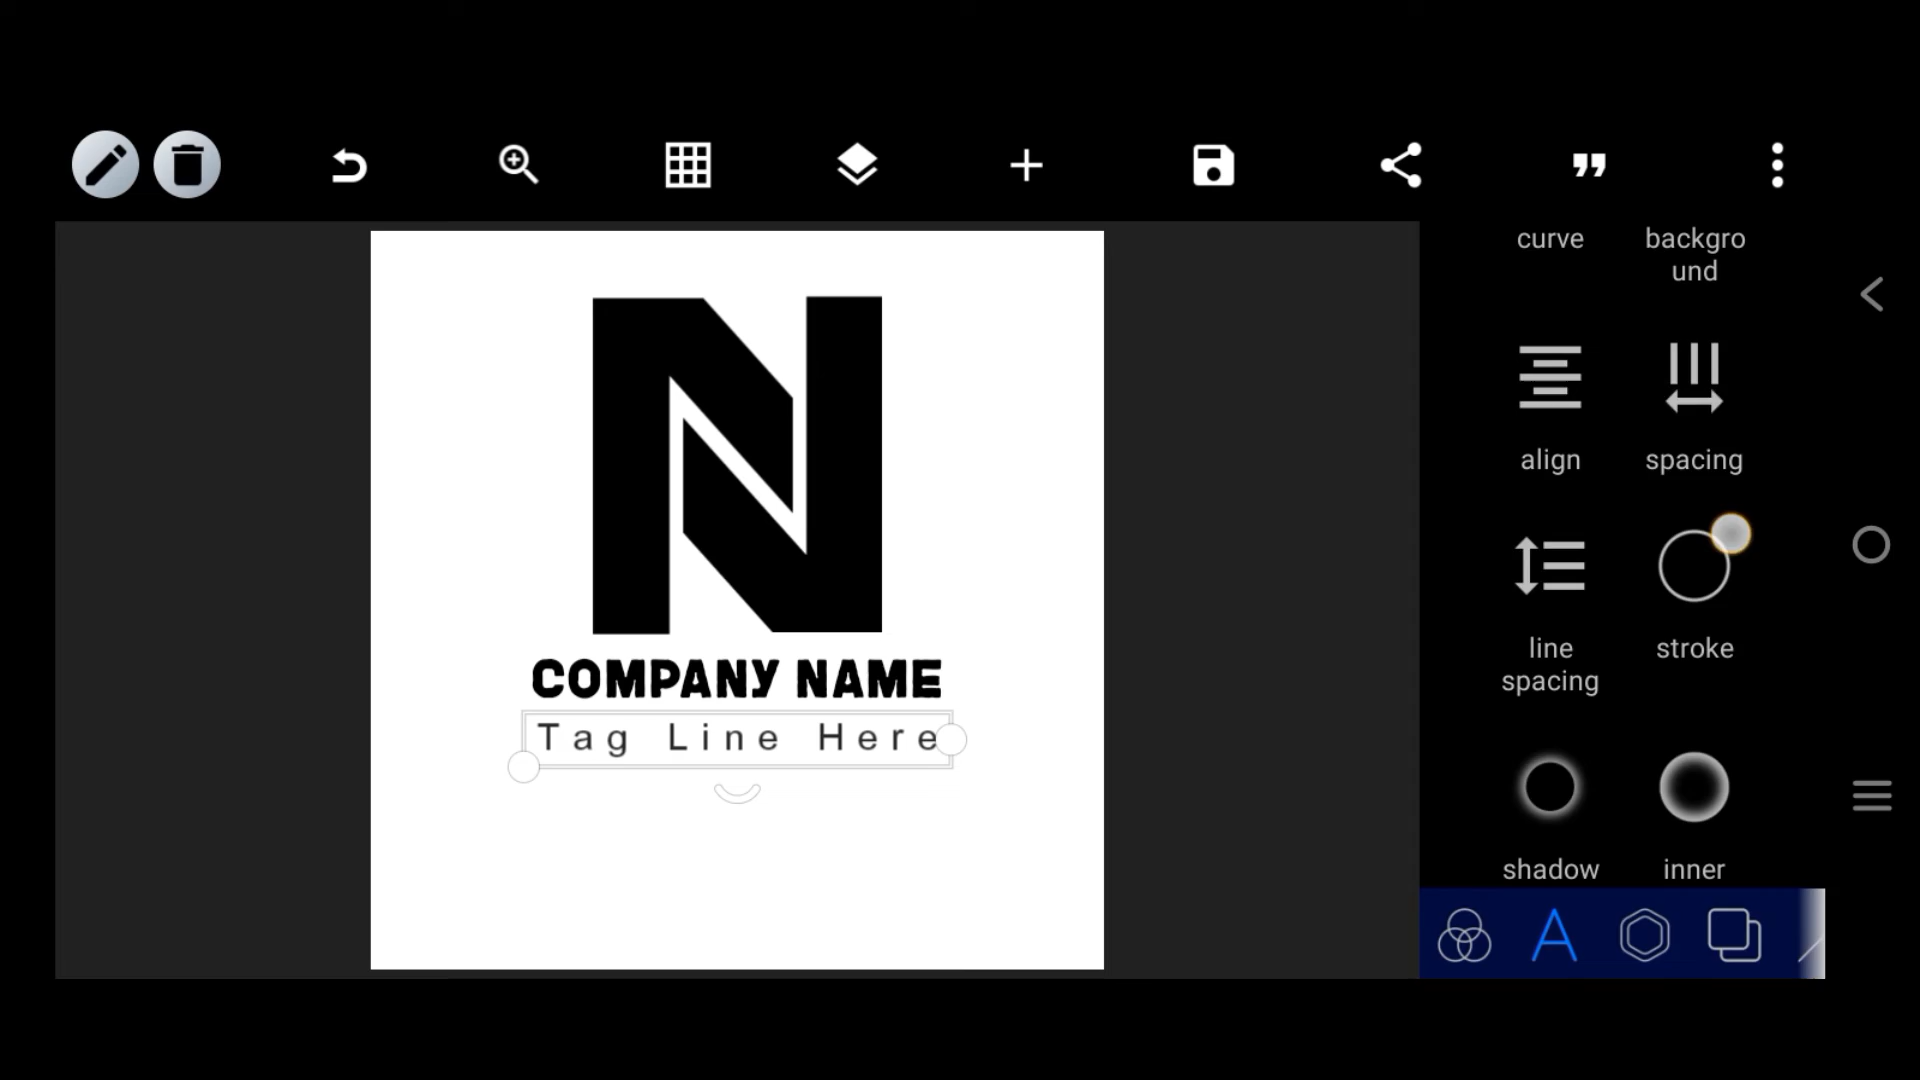 curve
backgro
und
N
COMPANY NAME
Tag Line Here
align
spacing
line
spacing
stroke
shadow
inner